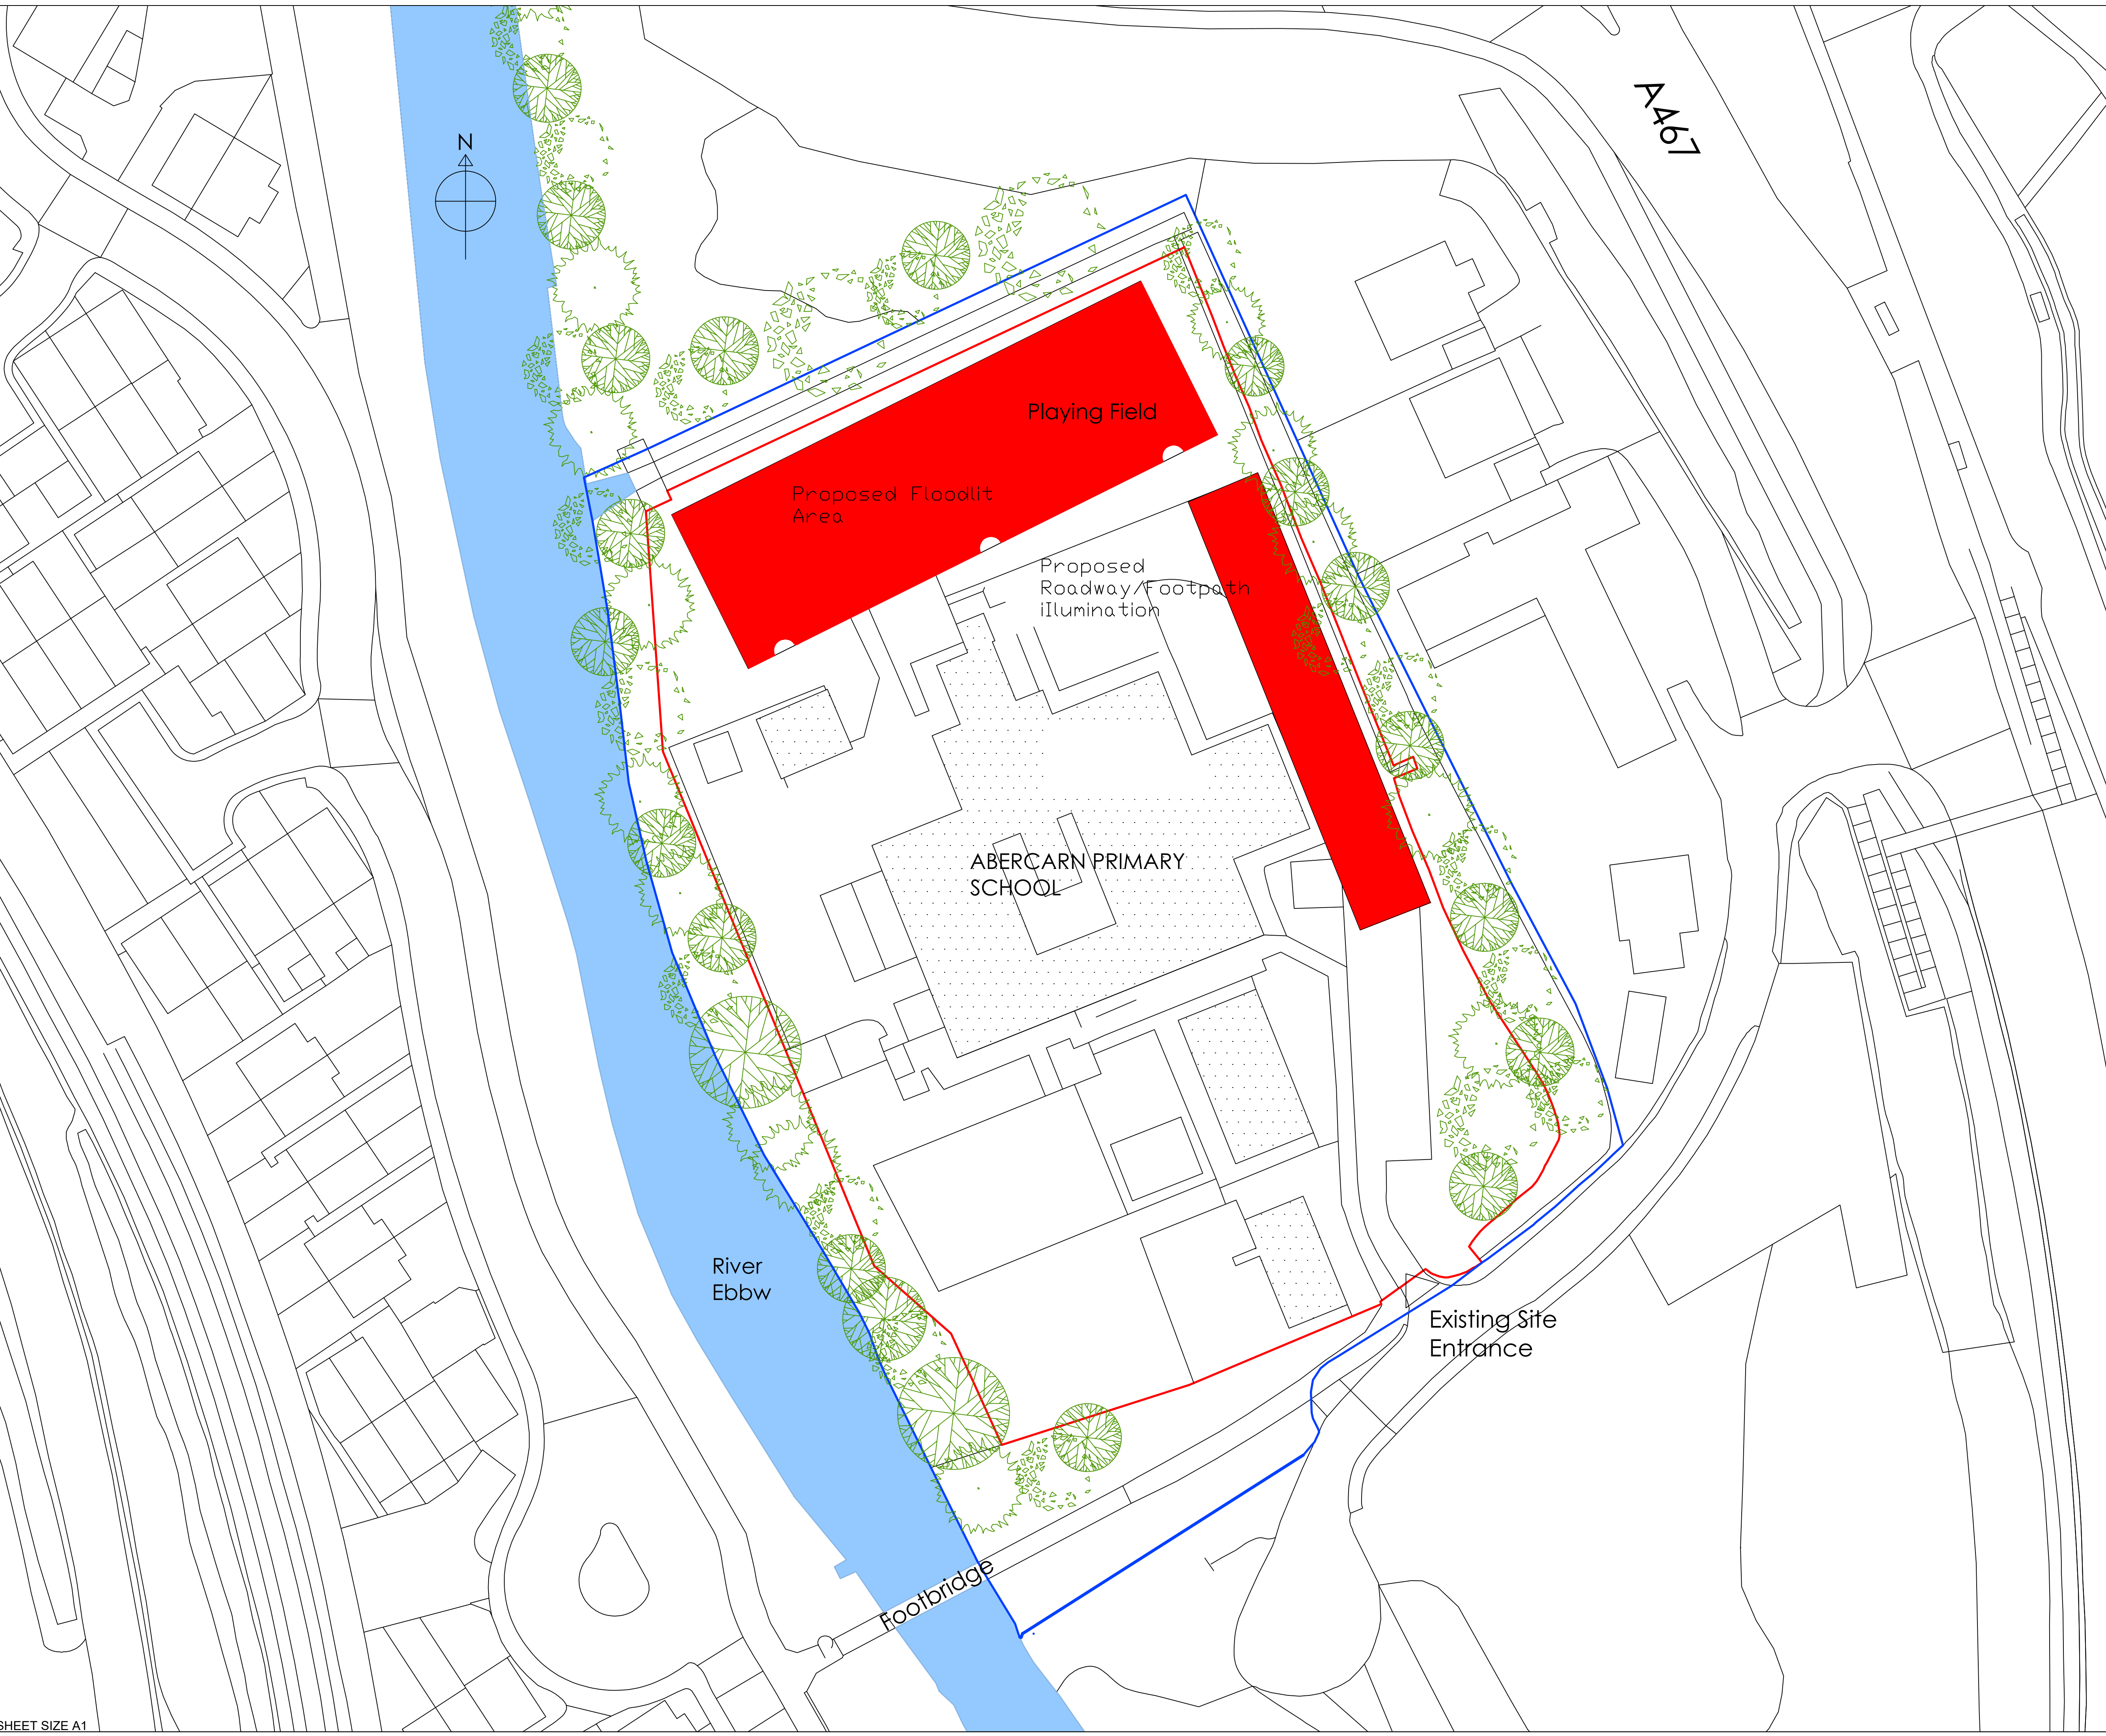 A467
N
Playing Field
Proposed Floodlit
Area
Proposed
Roadway/Footpath
iIlumination
ABERCARN PRIMARY
SCHOOL
River
Ebbw
Existing Site
Entrance
Footbridge
SHEET SIZE A1